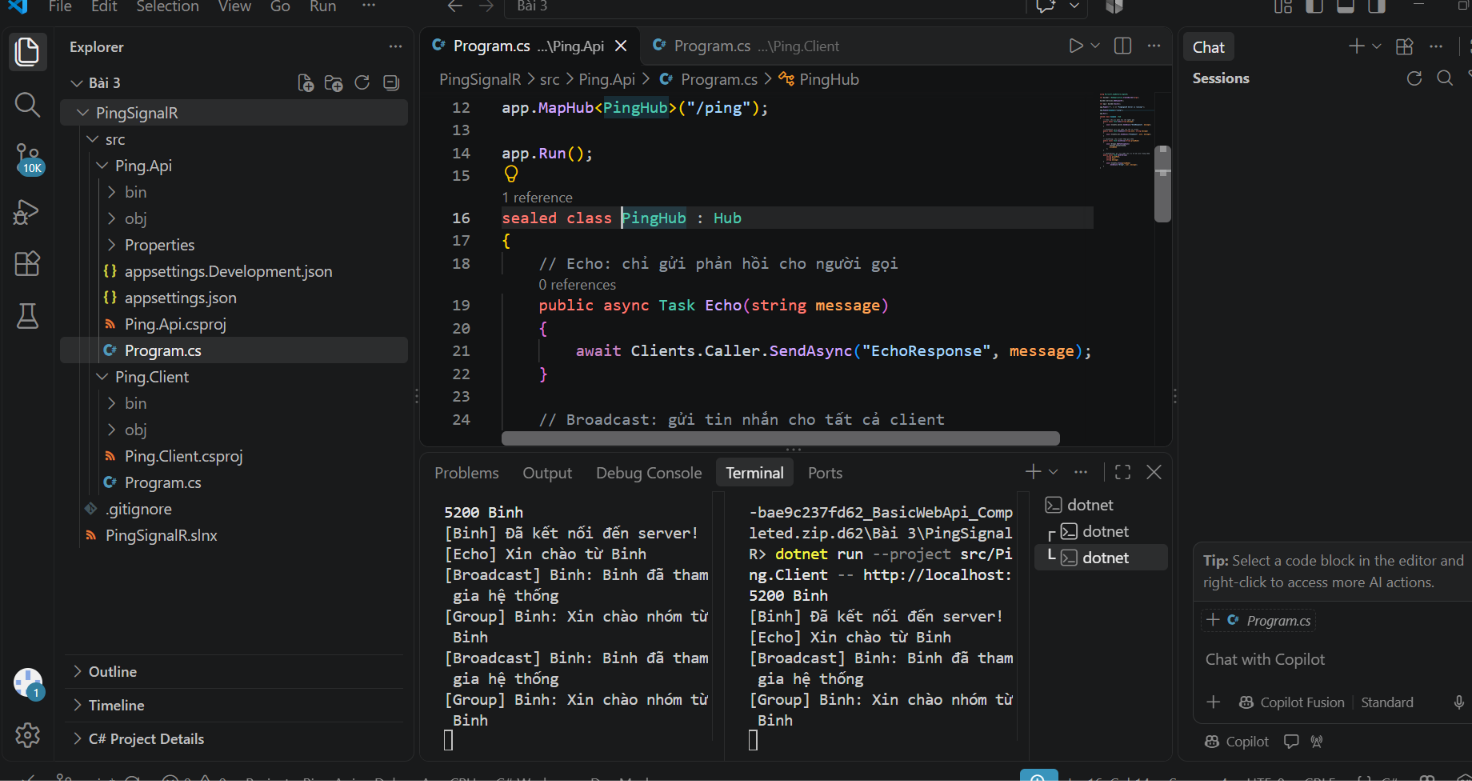 File Edit Selection View Go Run ··· Bài 3
Explorer
Bài 3
PingSignalR
src
Ping.Api
bin
obj
Properties
{} appsettings.Development.json
{} appsettings.json
Ping.Api.csproj
C# Program.cs
Ping.Client
bin
obj
Ping.Client.csproj
C# Program.cs
.gitignore
PingSignalR.slnx
Outline
Timeline
C# Project Details
10K
1
Program.cs ...\Ping.Api Program.cs ...\Ping.Client
PingSignalR > src > Ping.Api > Program.cs > PingHub
12 app.MapHub<PingHub>("/ping");
13
14 app.Run();
15
1 reference
16 sealed class PingHub : Hub
17 {
18 // Echo: chỉ gửi phản hồi cho người gọi
0 references
19 public async Task Echo(string message)
20 {
21 await Clients.Caller.SendAsync("EchoResponse", message);
22 }
23
24 // Broadcast: gửi tin nhắn cho tất cả client
Problems Output Debug Console Terminal Ports
5200 Binh
[Binh] Đã kết nối đến server!
[Echo] Xin chào từ Binh
[Broadcast] Binh: Binh đã tham
gia hệ thống
[Group] Binh: Xin chào nhóm từ
Binh
[Broadcast] Binh: Binh đã tham
gia hệ thống
[Group] Binh: Xin chào nhóm từ
Binh
-bae9c237fd62_BasicWebApi_Comp
leted.zip.d62\Bài 3\PingSignal
R> dotnet run --project src/Pi
ng.Client -- http://localhost:
5200 Binh
[Binh] Đã kết nối đến server!
[Echo] Xin chào từ Binh
[Broadcast] Binh: Binh đã tham
gia hệ thống
[Group] Binh: Xin chào nhóm từ
Binh
dotnet
dotnet
dotnet
Chat
Sessions
Tip: Select a code block in the editor and
right-click to access more AI actions.
Program.cs
Chat with Copilot
Copilot Fusion Standard
Copilot